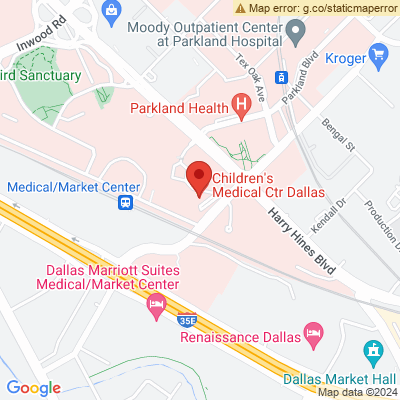 Map error: g.co/staticmaperror
Inwood Rd
Moody Outpatient Center
at Parkland Hospital
Tex Oak Ave
Parkland Blvd
Kroger
ird Sanctuary
Parkland Health
H
Bengal St
Children's
Medical Ctr Dallas
Medical/Market Center
Kendall Dr
Production D
Harry Hines Blvd
Dallas Marriott Suites
Medical/Market Center
35E
Renaissance Dallas
Dallas Market Hall
Google
Map data ©2024